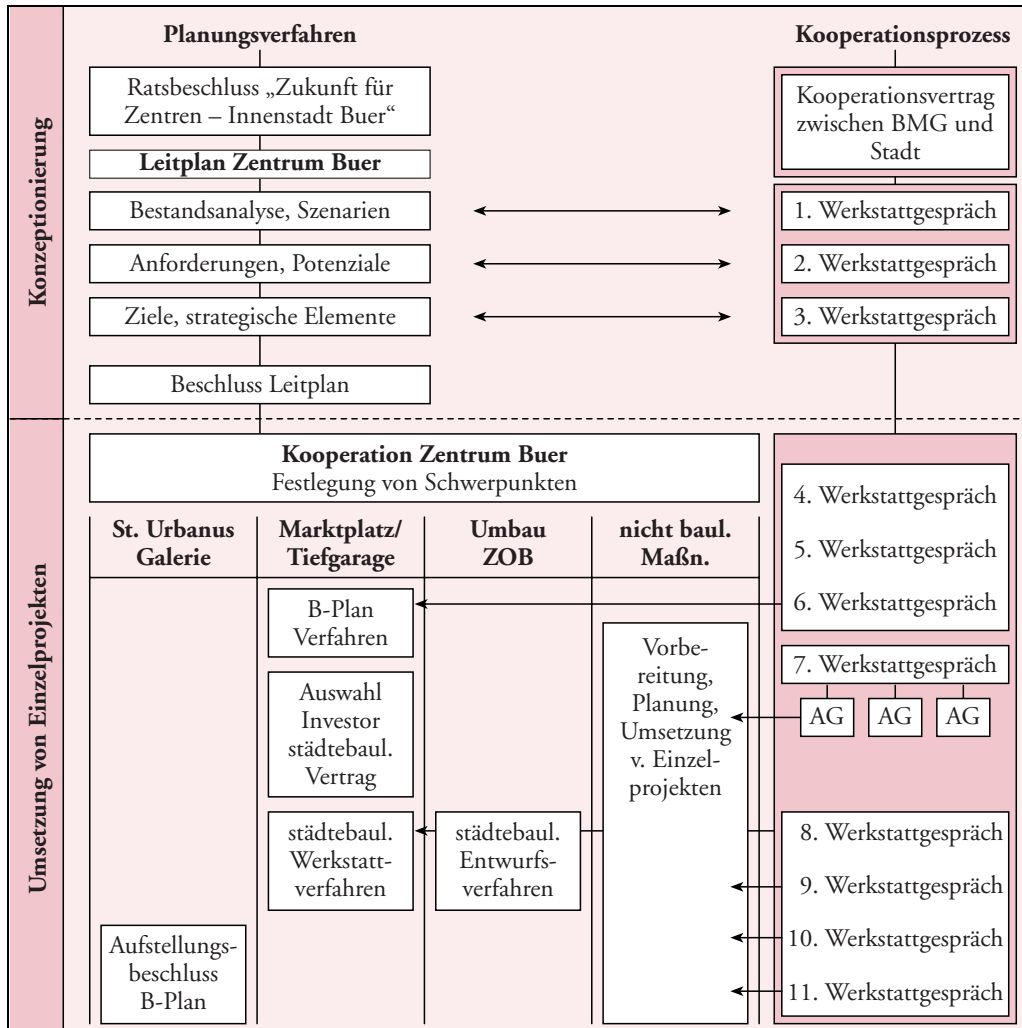 Planungsverfahren
Kooperationsprozess
Konzeptionierung
Ratsbeschluss „Zukunft für
Zentren – Innenstadt Buer“
Kooperationsvertrag
zwischen BMG und
Stadt
Leitplan Zentrum Buer
Bestandsanalyse, Szenarien
1. Werkstattgespräch
Anforderungen, Potenziale
2. Werkstattgespräch
Ziele, strategische Elemente
3. Werkstattgespräch
Beschluss Leitplan
Umsetzung von Einzelprojekten
Kooperation Zentrum Buer
Festlegung von Schwerpunkten
St. Urbanus
Galerie
Marktplatz/
Tiefgarage
B-Plan
Verfahren
Auswahl
Investor
städtebaul.
Vertrag
städtebaul.
Werkstatt-
verfahren
Umbau
ZOB
städtebaul.
Entwurfs-
verfahren
nicht baul.
Maßn.
Vorbe-
reitung,
Planung,
Umsetzung
v. Einzel-
projekten
Aufstellungs-
beschluss
B-Plan
4. Werkstattgespräch
5. Werkstattgespräch
6. Werkstattgespräch
7. Werkstattgespräch
AG AG AG
8. Werkstattgespräch
9. Werkstattgespräch
10. Werkstattgespräch
11. Werkstattgespräch